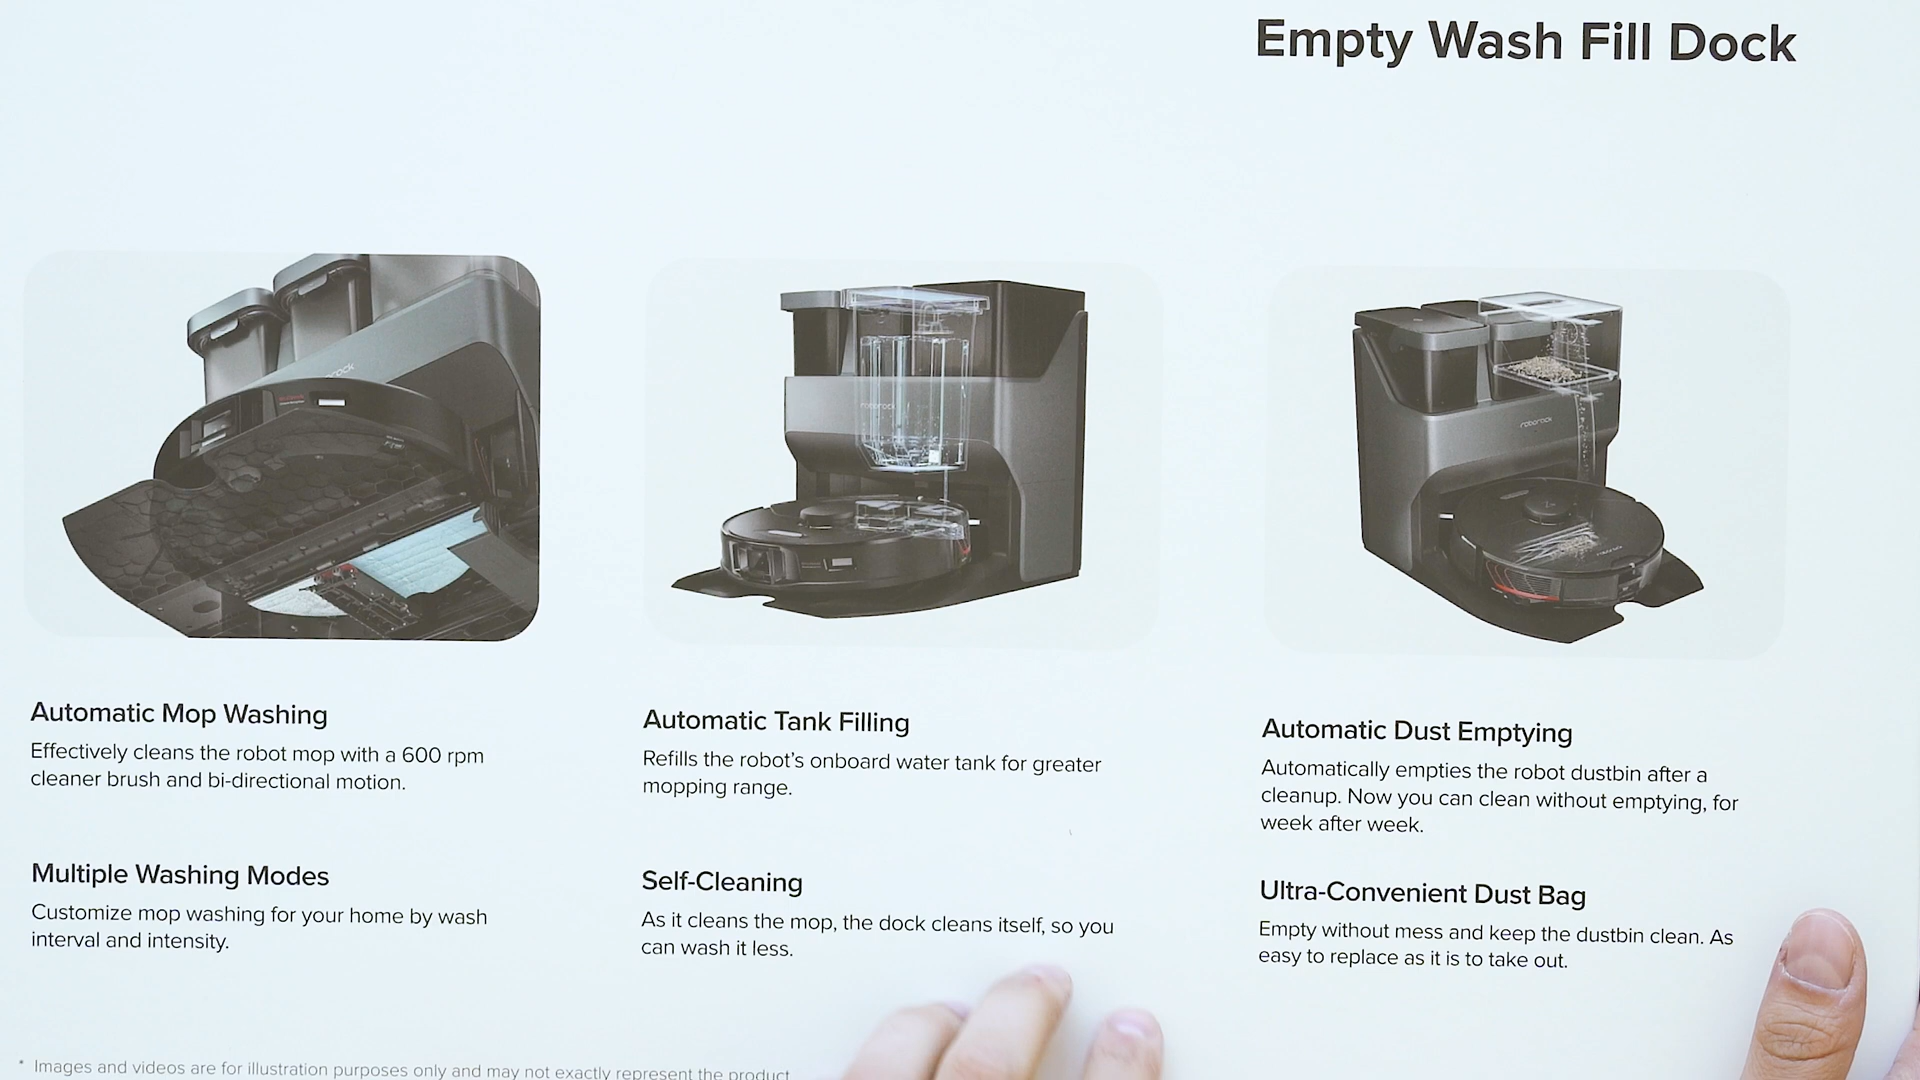 Empty Wash Fill Dock
roborock
roborock
Automatic Mop Washing
Effectively cleans the robot mop with a 600 rpm
cleaner brush and bi-directional motion.
Multiple Washing Modes
Customize mop washing for your home by wash
interval and intensity.
Automatic Tank Filling
Refills the robot's onboard water tank for greater
mopping range.
Self-Cleaning
As it cleans the mop, the dock cleans itself, so you
can wash it less.
Automatic Dust Emptying
Automatically empties the robot dustbin after a
cleanup. Now you can clean without emptying, for
week after week.
Ultra-Convenient Dust Bag
Empty without mess and keep the dustbin clean. As
easy to replace as it is to take out.
* Images and videos are for illustration purposes only and may not exactly represent the product